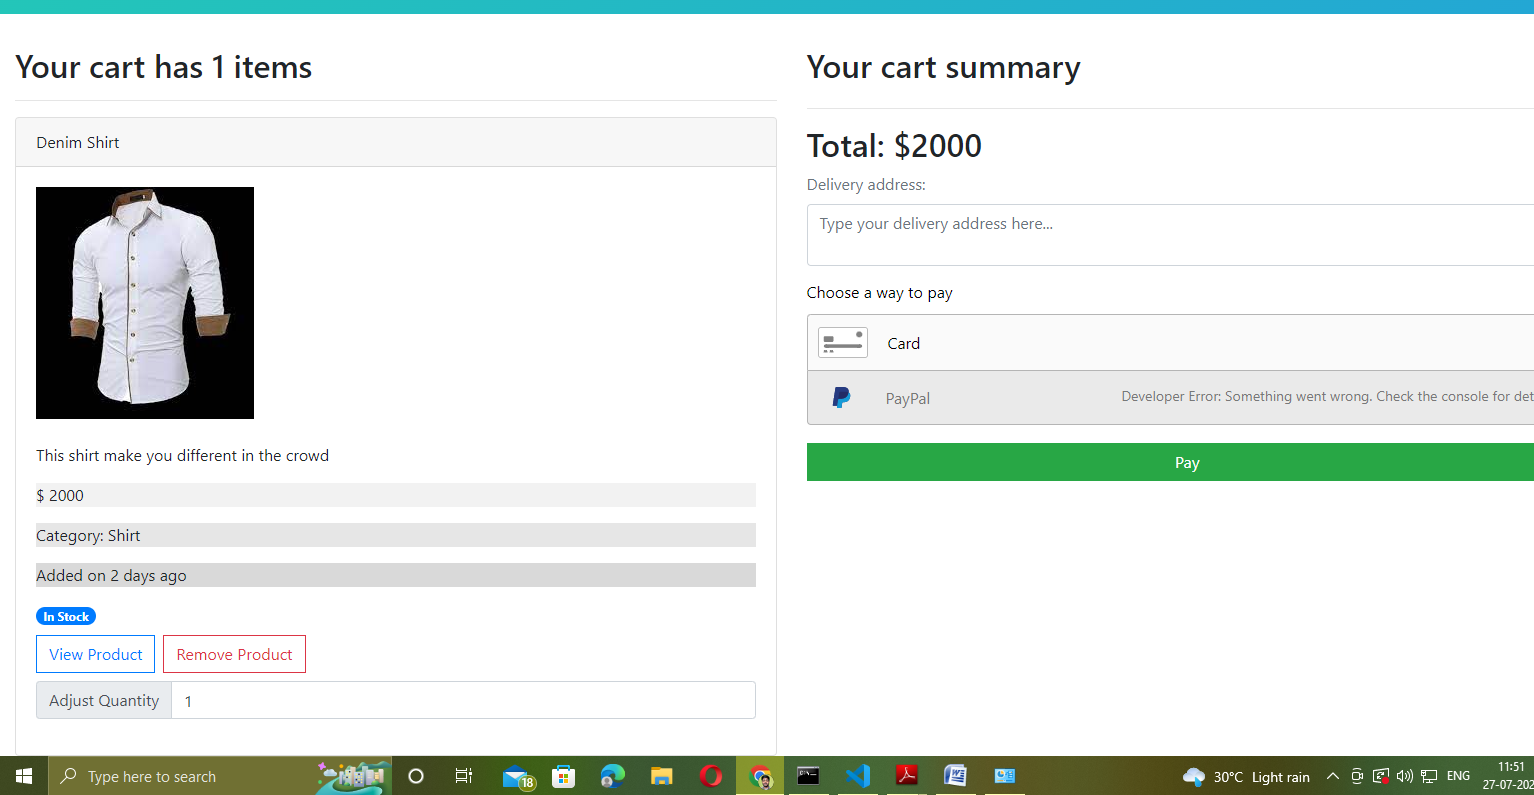 Your cart has 1 items
Denim Shirt
This shirt make you different in the crowd
$ 2000
Category: Shirt
Added on 2 days ago
In Stock
View Product
Remove Product
Adjust Quantity
1
Your cart summary
Total: $2000
Delivery address:
Type your delivery address here...
Choose a way to pay
Card
PayPal
Developer Error: Something went wrong. Check the console for det
Pay
Type here to search
18
30°C Light rain
ENG
11:51
27-07-202